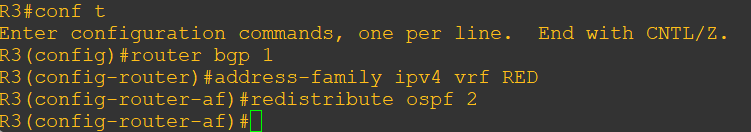 R3#conf t
Enter configuration commands, one per line.  End with CNTL/Z.
R3(config)#router bgp 1
R3(config-router)#address-family ipv4 vrf RED
R3(config-router-af)#redistribute ospf 2
R3(config-router-af)#